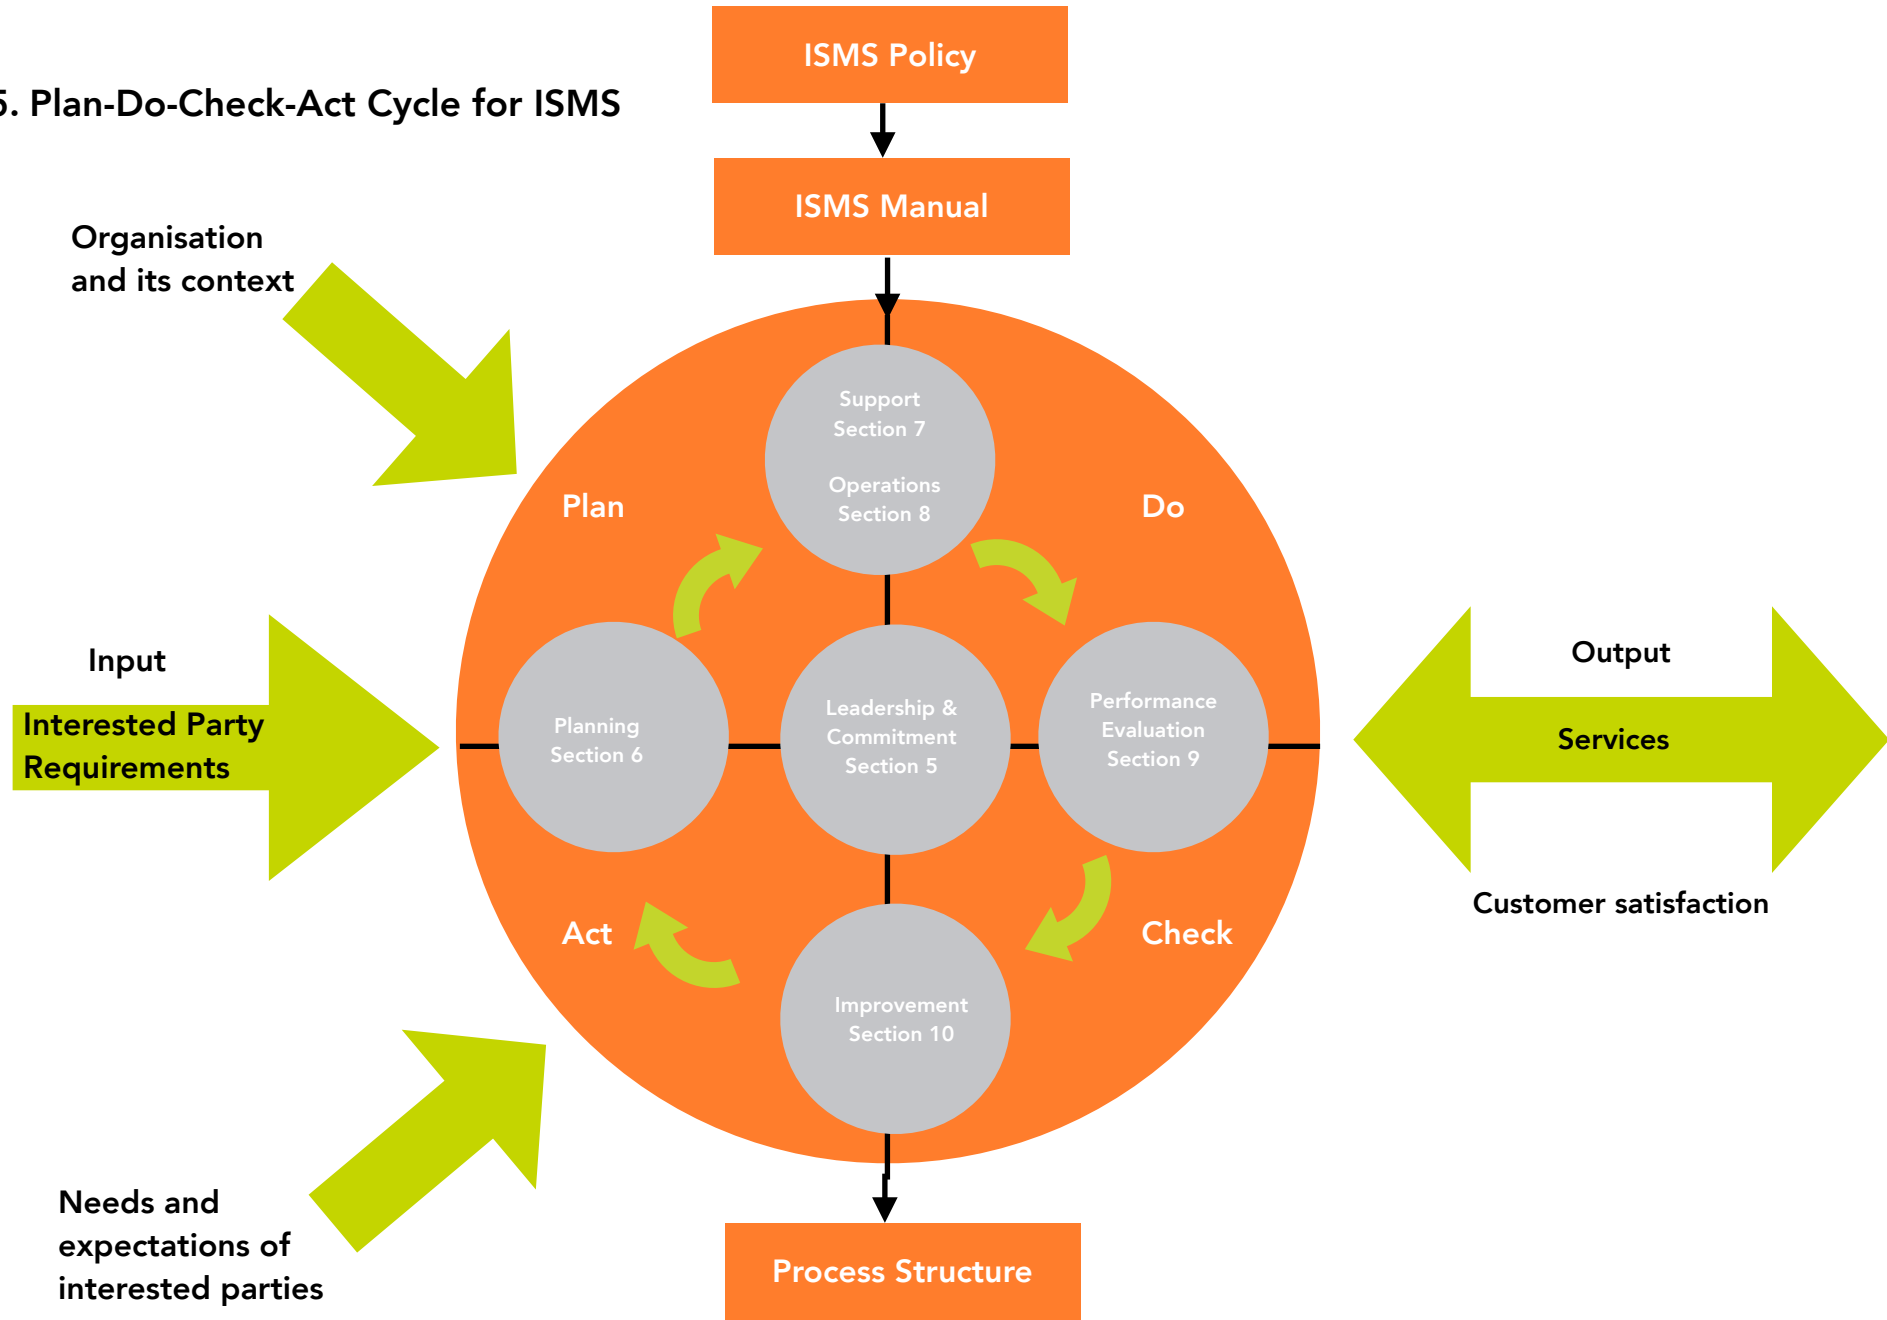 ISMS Policy
5. Plan-Do-Check-Act Cycle for ISMS
ISMS Manual
Organisation
and its context
Support
Section 7
Operations
Section 8
Plan
Do
Input
Interested Party
Requirements
Planning
Section 6
Leadership &
Commitment
Section 5
Performance
Evaluation
Section 9
Output
Services
Customer satisfaction
Act
Check
Improvement
Section 10
Needs and
expectations of
interested parties
Process Structure